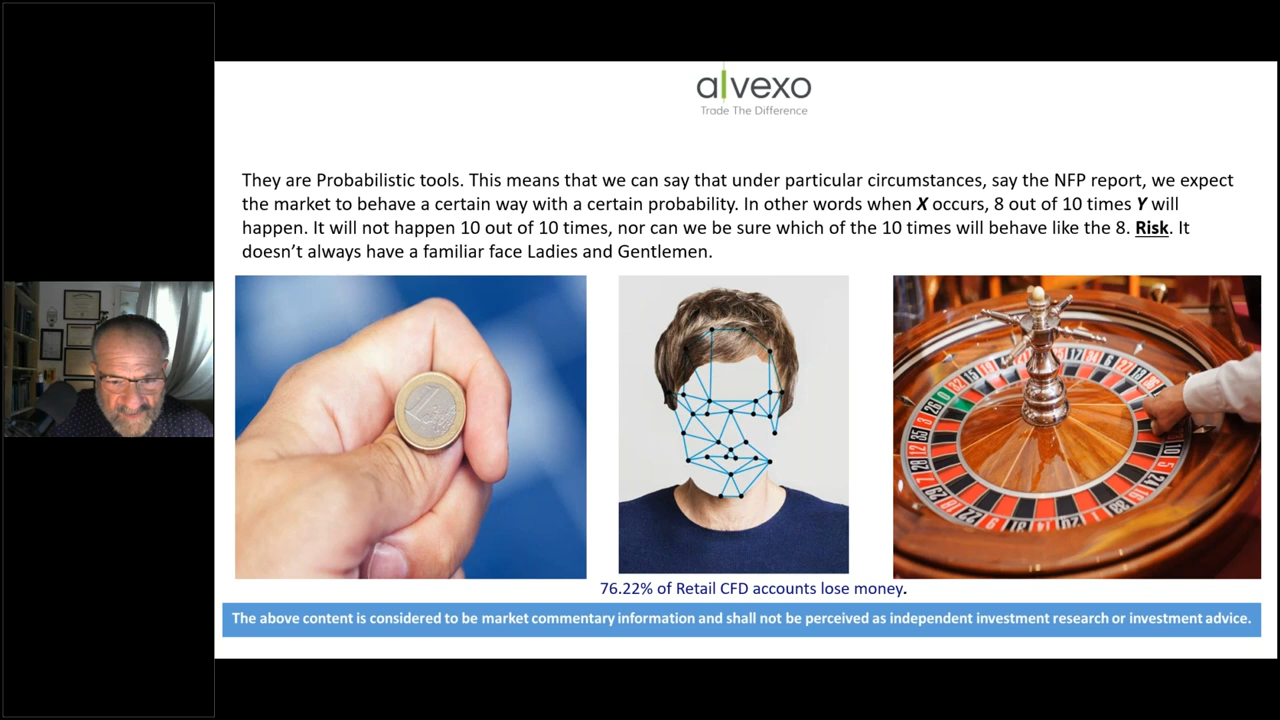 alvexo
Trade The Difference
They are Probabilistic tools. This means that we can say that under particular circumstances, say the NFP report, we expect
the market to behave a certain way with a certain probability. In other words when X occurs, 8 out of 10 times Y will
happen. It will not happen 10 out of 10 times, nor can we be sure which of the 10 times will behave like the 8. Risk. It
doesn’t always have a familiar face Ladies and Gentlemen.
76.22% of Retail CFD accounts lose money.
The above content is considered to be market commentary information and shall not be perceived as independent investment research or investment advice.